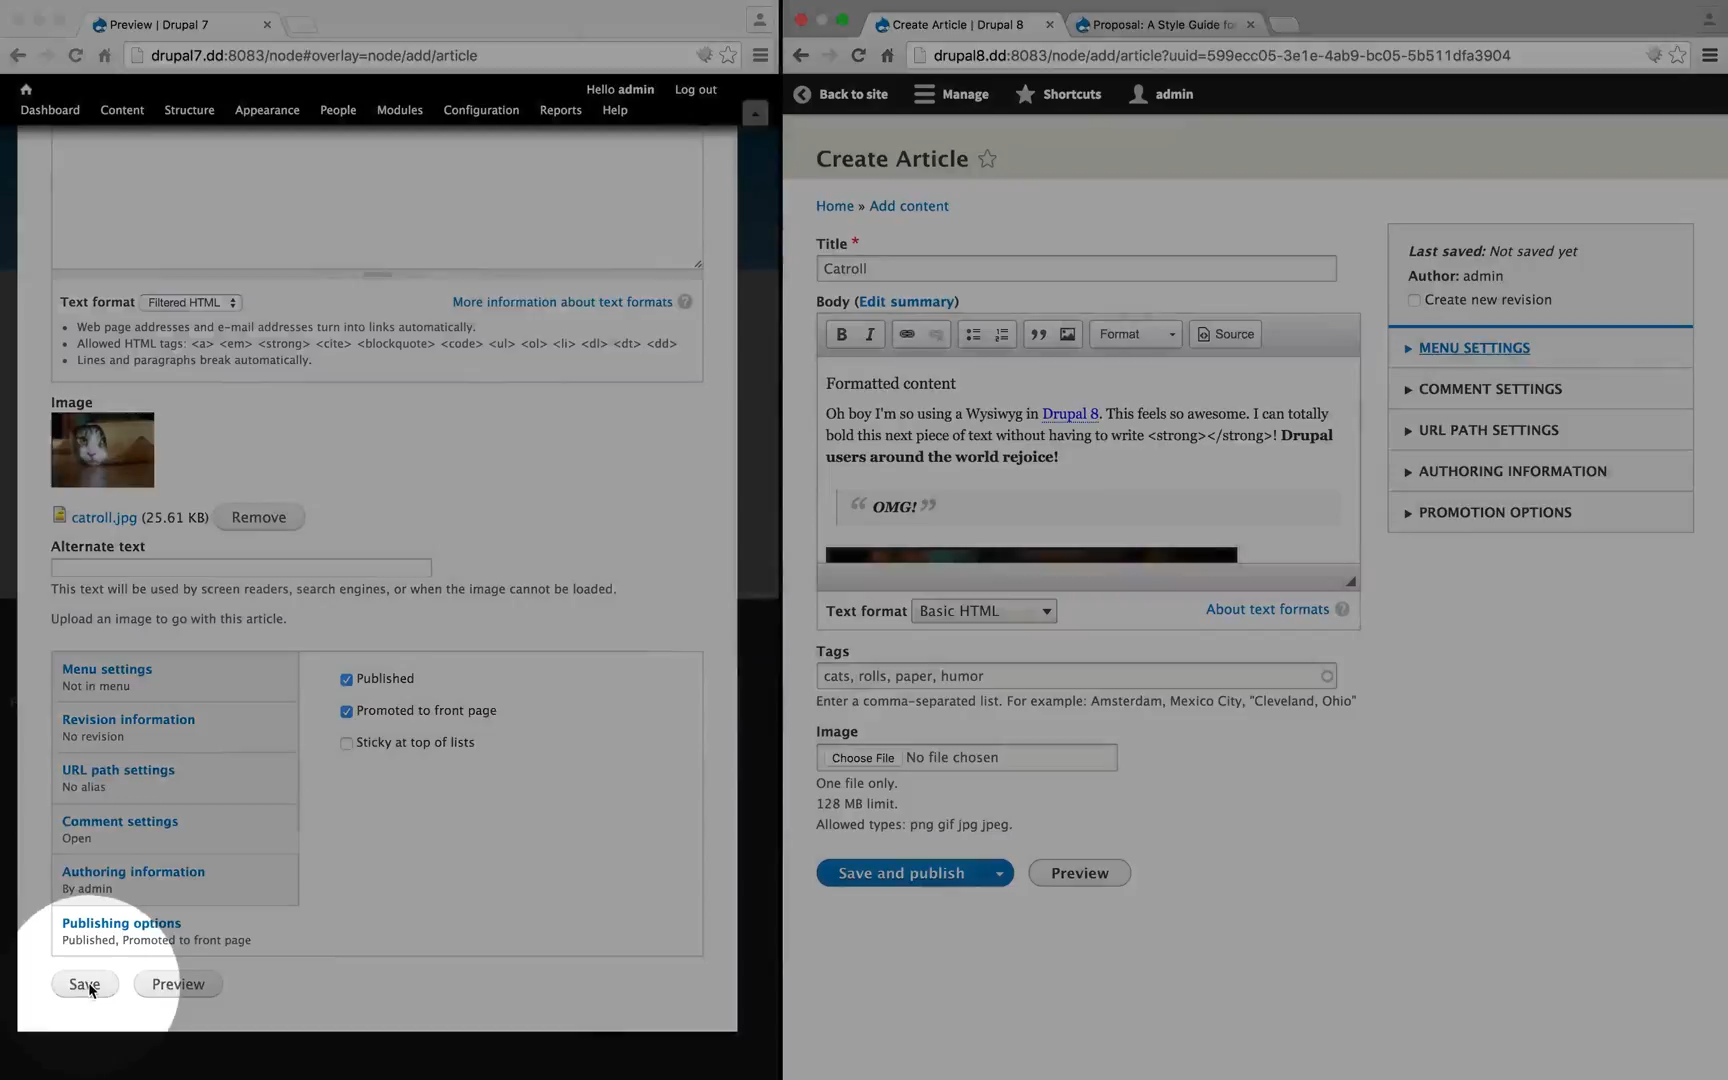 Preview | Drupal 7
drupal7.dd:8083/node#overlay=node/add/article
Hello admin Log out
Dashboard Content Structure Appearance People Modules Configuration Reports Help
Text format Filtered HTML More information about text formats ?
Web page addresses and e-mail addresses turn into links automatically.
Allowed HTML tags: <a> <em> <strong> <cite> <blockquote> <code> <ul> <ol> <li> <dl> <dt> <dd>
Lines and paragraphs break automatically.
Image
catroll.jpg (25.61 KB) Remove
Alternate text
This text will be used by screen readers, search engines, or when the image cannot be loaded.
Upload an image to go with this article.
Menu settings
Not in menu
Revision information
No revision
URL path settings
No alias
Comment settings
Open
Authoring information
By admin
Publishing options
Published, Promoted to front page
Published
Promoted to front page
Sticky at top of lists
Save Preview
Create Article | Drupal 8
Proposal: A Style Guide for
drupal8.dd:8083/node/add/article?uuid=599ecc05-3e1e-4ab9-bc05-5b511dfa3904
Back to site Manage Shortcuts admin
Create Article
Home » Add content
Title *
Catroll
Body (Edit summary)
B I Format Source
Formatted content
Oh boy I'm so using a Wysiwyg in Drupal 8. This feels so awesome. I can totally
bold this next piece of text without having to write <strong></strong>! Drupal
users around the world rejoice!
“ OMG! ”
Text format Basic HTML About text formats ?
Tags
cats, rolls, paper, humor
Enter a comma-separated list. For example: Amsterdam, Mexico City, "Cleveland, Ohio"
Image
Choose File No file chosen
One file only.
128 MB limit.
Allowed types: png gif jpg jpeg.
Save and publish Preview
Last saved: Not saved yet
Author: admin
Create new revision
MENU SETTINGS
COMMENT SETTINGS
URL PATH SETTINGS
AUTHORING INFORMATION
PROMOTION OPTIONS